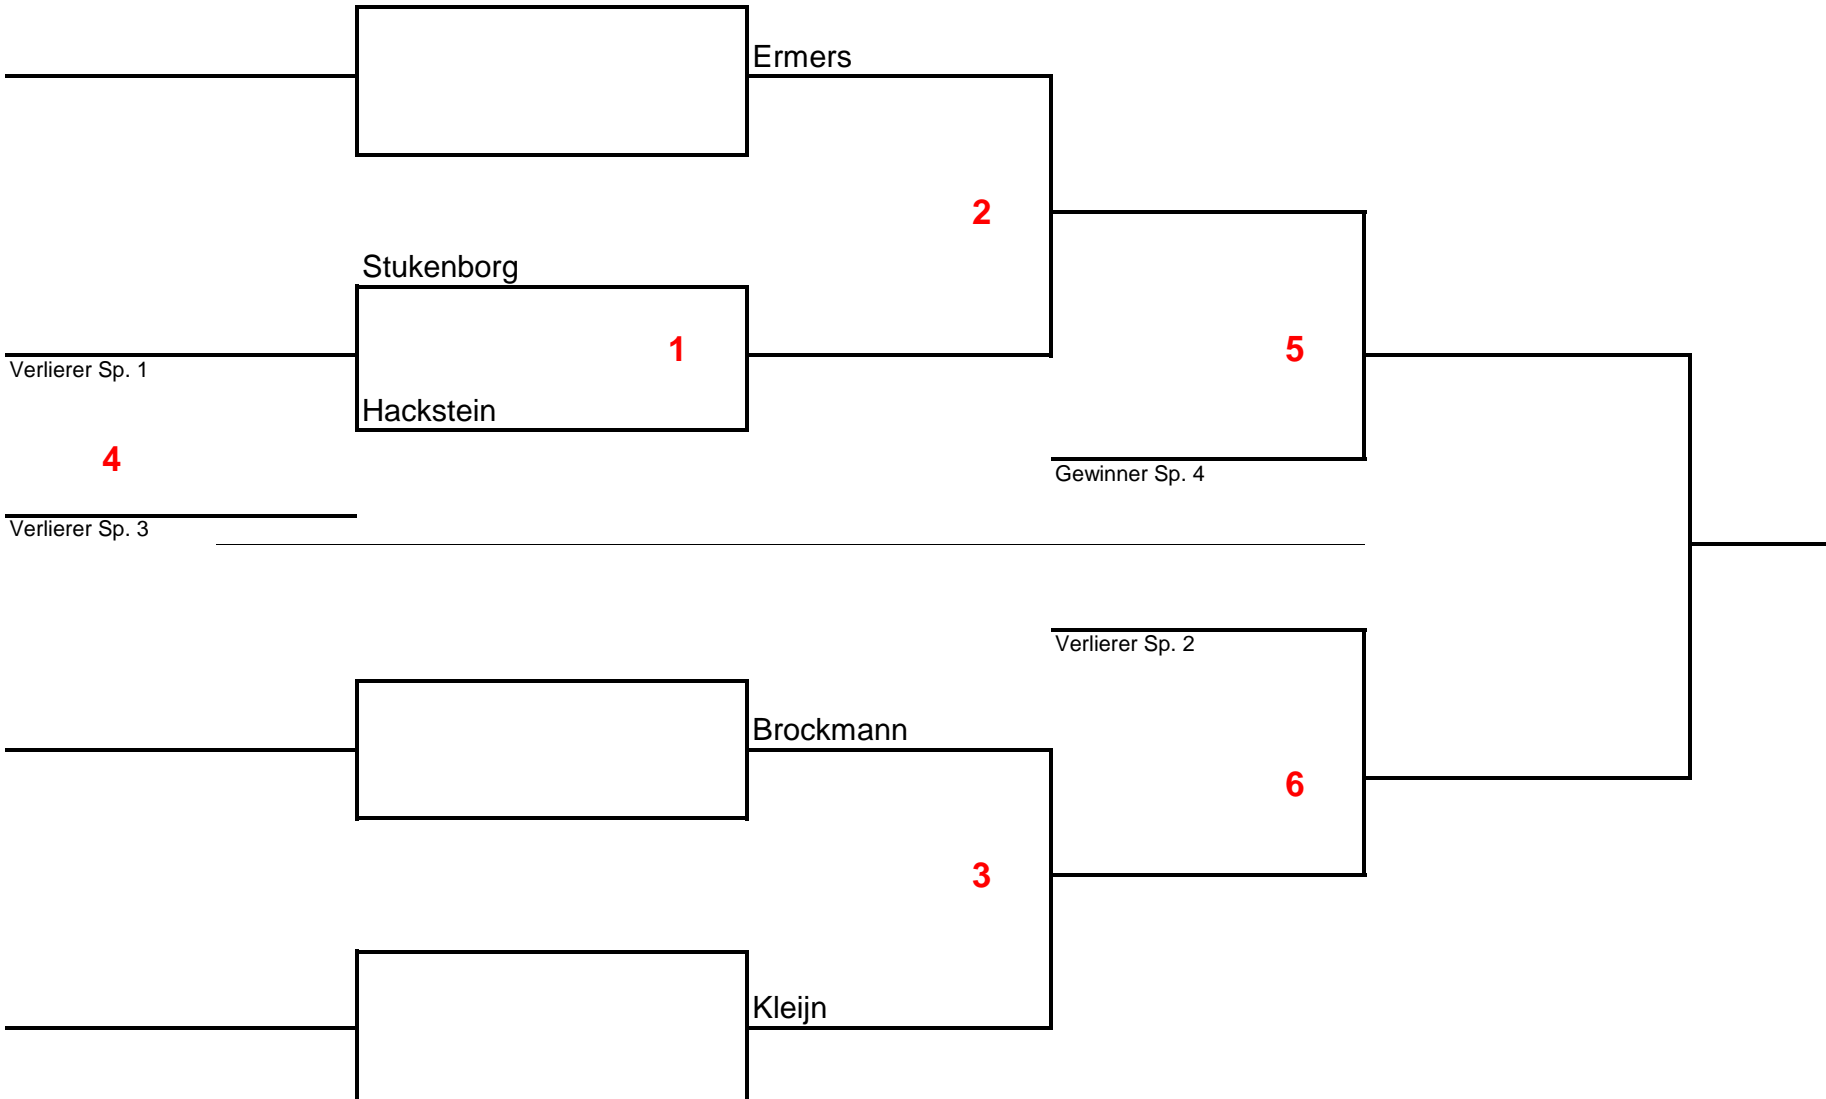 Ermers
2
Stukenborg
1
5
Verlierer Sp. 1
Hackstein
4
Gewinner Sp. 4
Verlierer Sp. 3
Verlierer Sp. 2
Brockmann
6
3
Kleijn